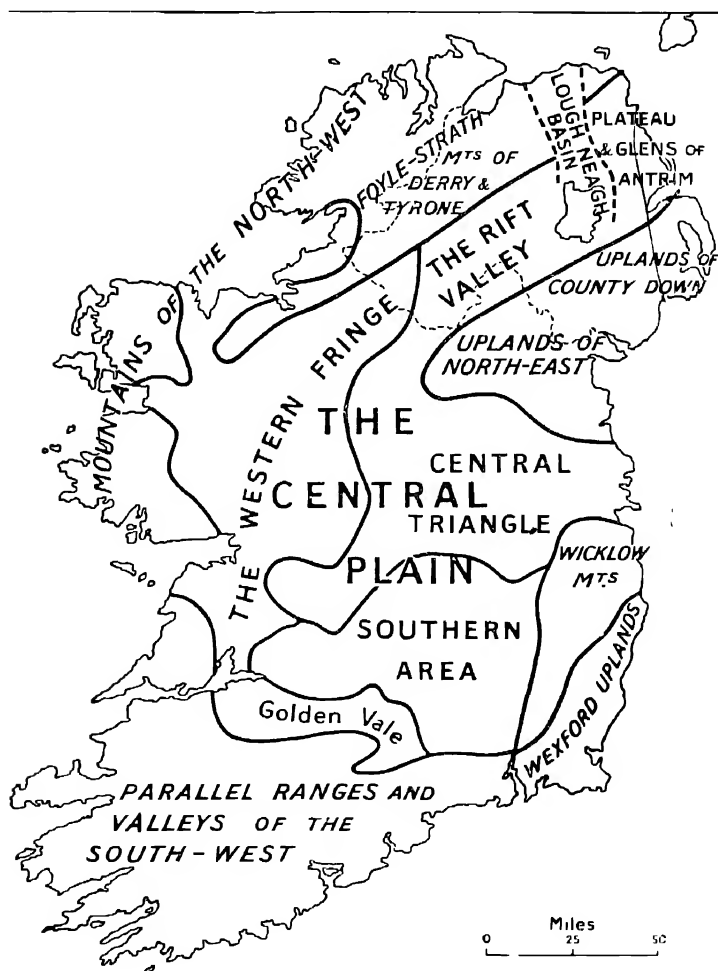 MOUNTAINS OF THE NORTH-WEST
FOYLE-STRATH
MTS OF
DERRY &
TYRONE
LOUGH NEAGH
BASIN
PLATEAU
& GLENS OF
ANTRIM
THE RIFT
VALLEY
UPLANDS OF
COUNTY DOWN
UPLANDS OF
NORTH-EAST
THE WESTERN FRINGE
THE
CENTRAL
PLAIN
CENTRAL
TRIANGLE
WICKLOW
MTS.
SOUTHERN
AREA
WEXFORD UPLANDS
Golden Vale
PARALLEL RANGES AND
VALLEYS OF THE
SOUTH-WEST
Miles
0 25 50